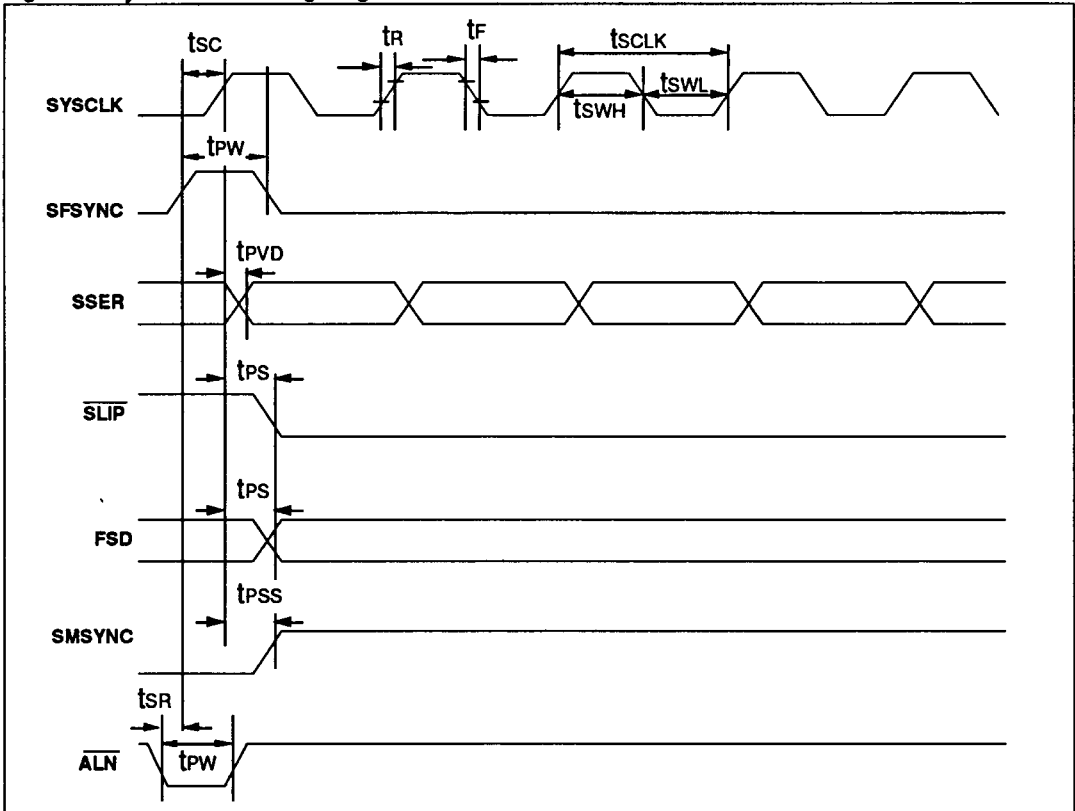 tSC
tR
tF
tSCLK
SYSCLK
tSWH
tSWL
tPW
SFSYNC
tPVD
SSER
tPS
SLIP
tPS
FSD
tPSS
SMSYNC
tSR
ALN
tPW